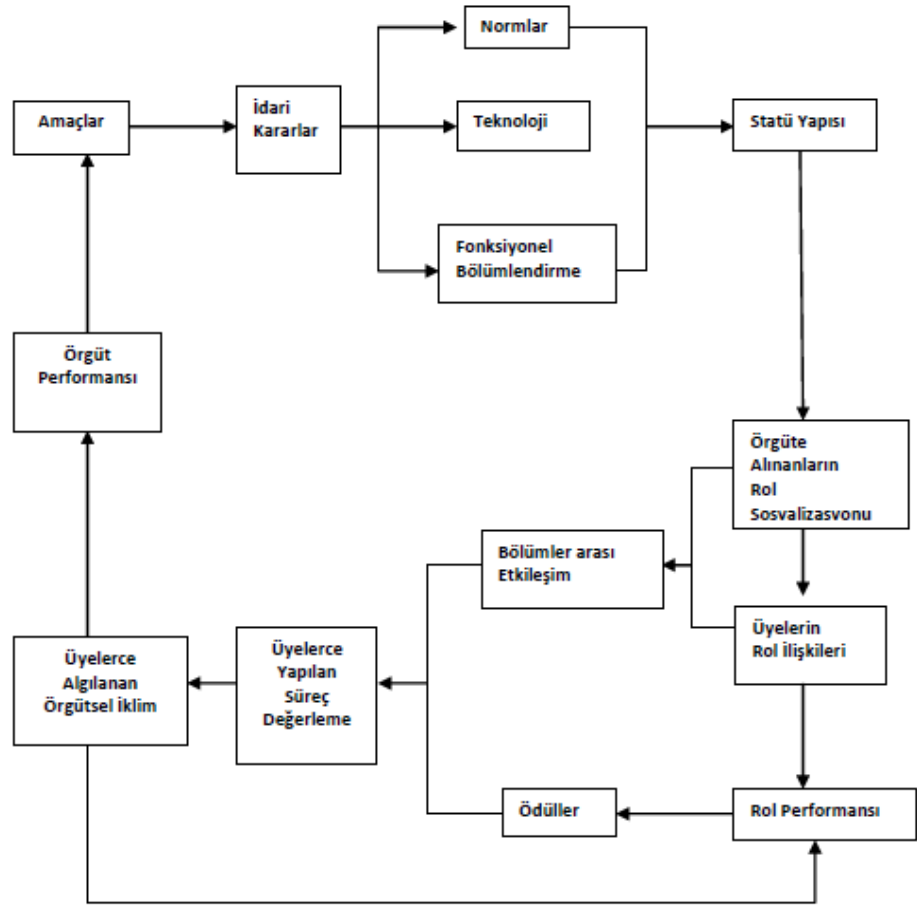 Normlar
Amaçlar
İdari
Kararlar
Teknoloji
Statü Yapısı
Fonksiyonel
Bölümlendirme
Örgüt
Performansı
Örgüte
Alınanların
Rol
Sosvalizasvonu
Bölümler arası
Etkileşim
Üyelerin
Rol İlişkileri
Üyelerce
Yapılan
Süreç
Değerleme
Üyelerce
Algılanan
Örgütsel İklim
Ödüller
Rol Performansı